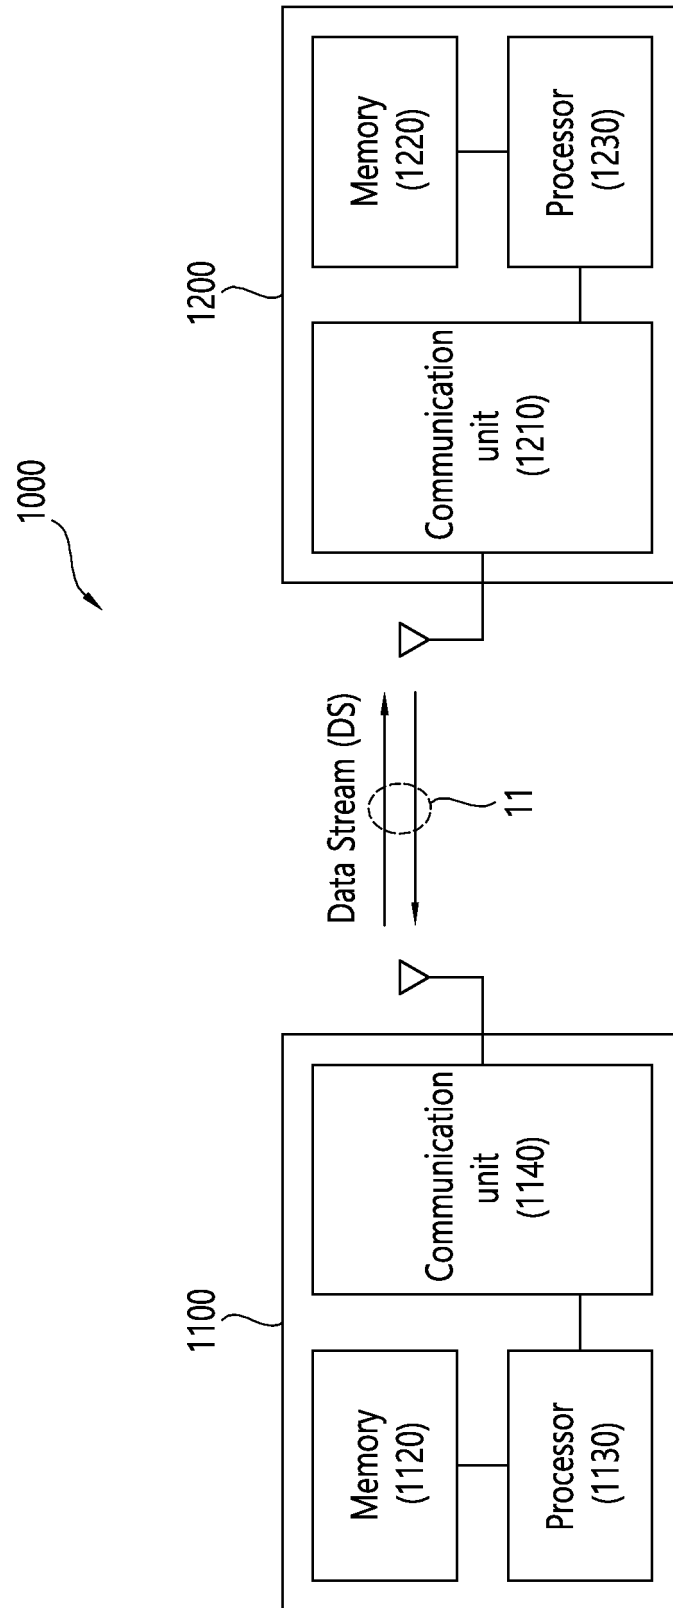 1000
1100
1200
Memory
(1120)
Processor
(1130)
Communication
unit
(1140)
Data Stream (DS)
11
Communication
unit
(1210)
Memory
(1220)
Processor
(1230)